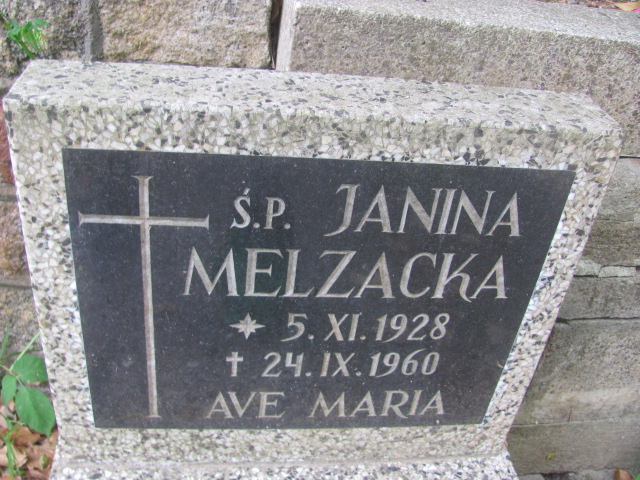 Ś.P. JANINA
MELZACKA
5.XI.1928
24.IX.1960
AVE MARIA